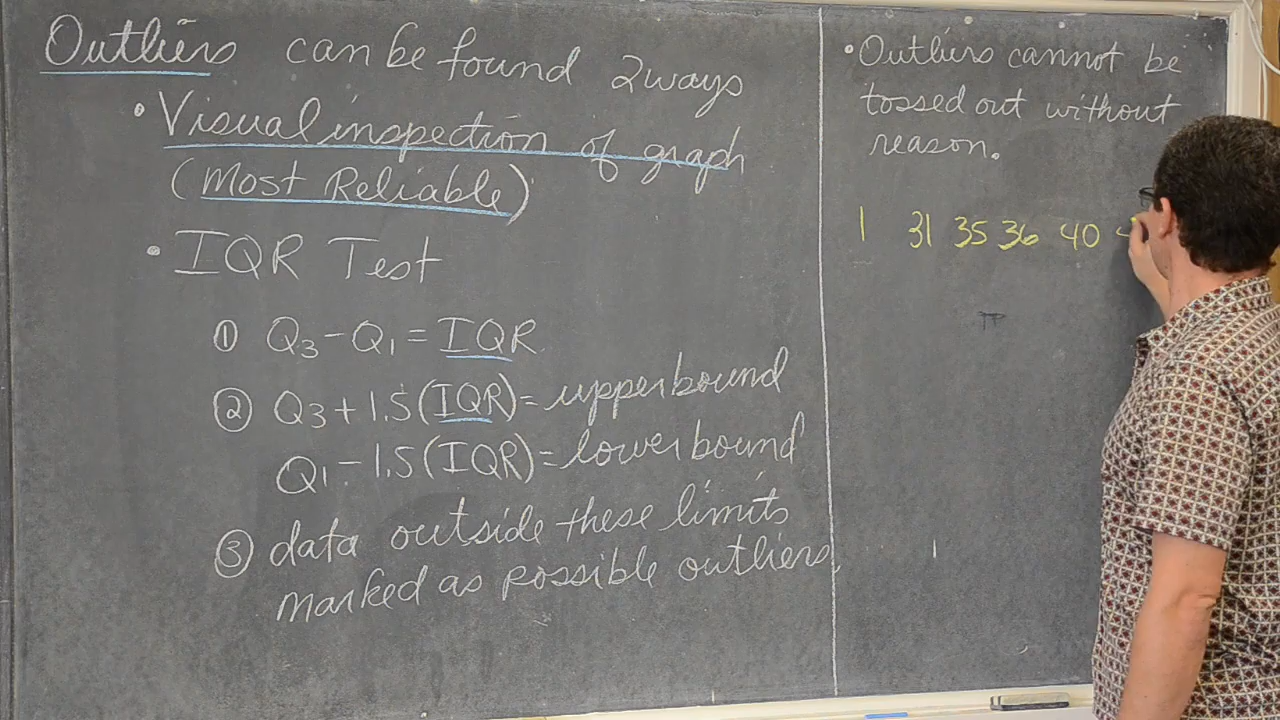 Outliers can be found 2ways
• Visual inspection of graph
(Most Reliable)
• IQR Test
① Q₃ - Q₁ = IQR
② Q₃ + 1.5 (IQR) = upperbound
Q₁ - 1.5 (IQR) = lowerbound
③ data outside these limits
marked as possible outliers.
• Outliers cannot be
tossed out without
reason.
1 31 35 36 40